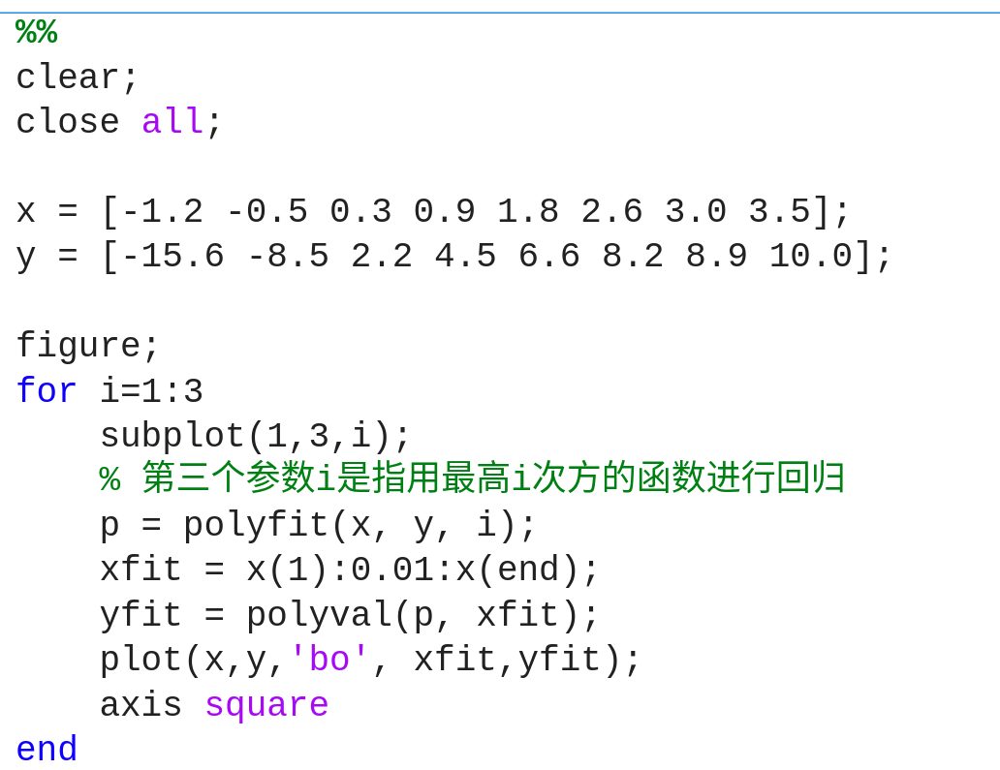 %%
clear;
close all;
x = [-1.2 -0.5 0.3 0.9 1.8 2.6 3.0 3.5];
y = [-15.6 -8.5 2.2 4.5 6.6 8.2 8.9 10.0];
figure;
for i=1:3
    subplot(1,3,i);
    % 第三个参数i是指用最高i次方的函数进行回归
    p = polyfit(x, y, i);
    xfit = x(1):0.01:x(end);
    yfit = polyval(p, xfit);
    plot(x,y,'bo', xfit,yfit);
    axis square
end